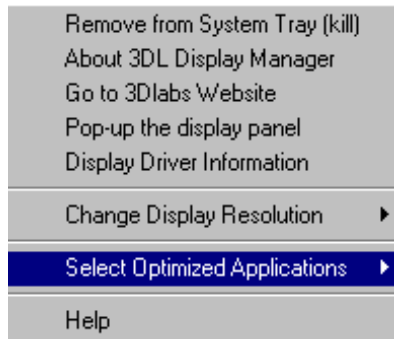 Remove from System Tray (kill)
About 3DL Display Manager
Go to 3Dlabs Website
Pop-up the display panel
Display Driver Information
Change Display Resolution
Select Optimized Applications
Help